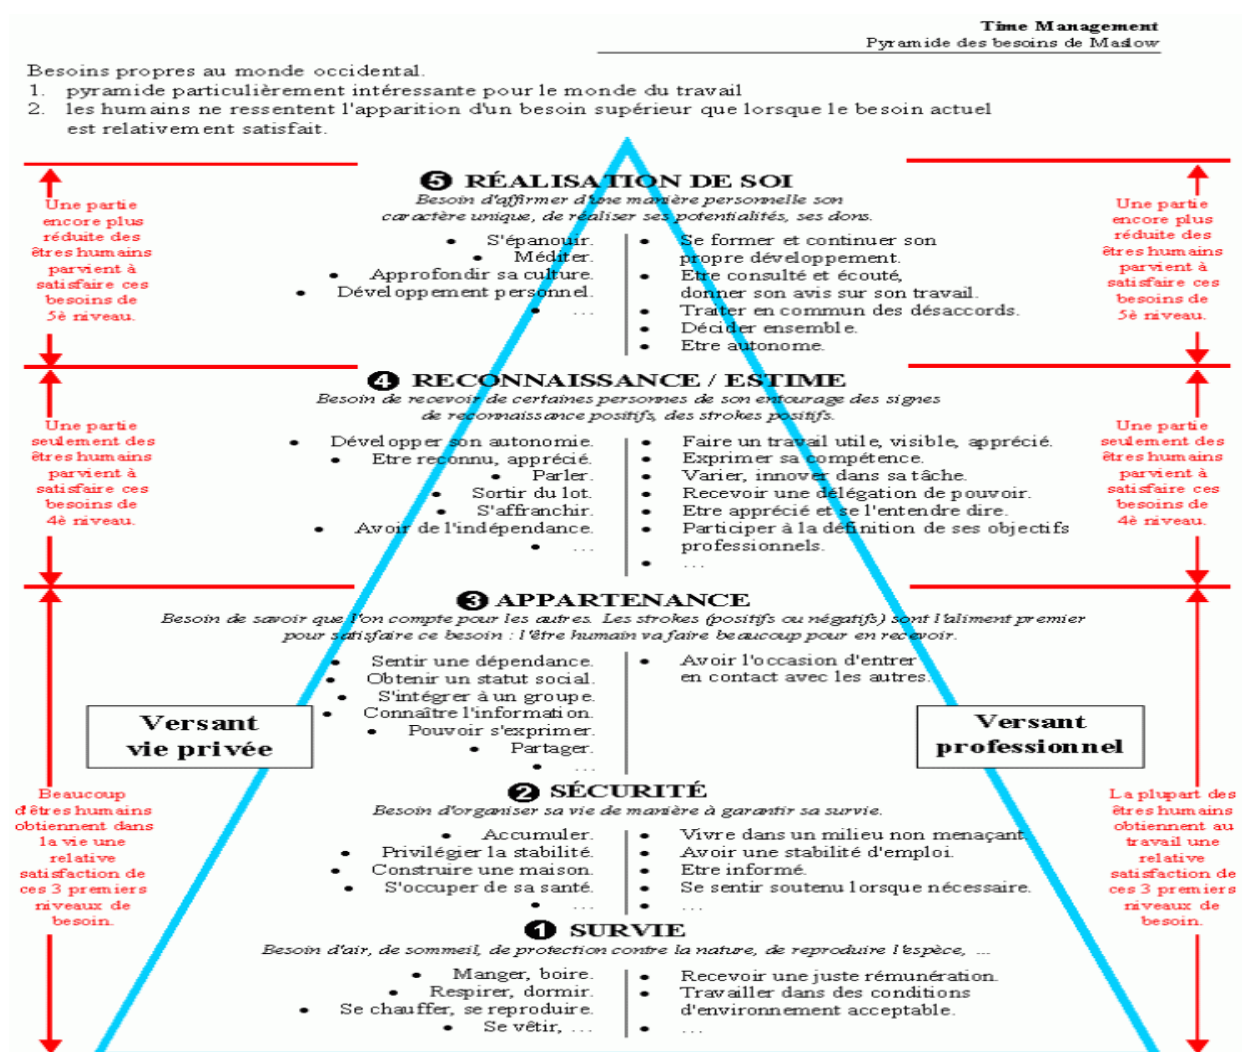 Time Management
Pyramide des besoins de Maslow
Besoins propres au monde occidental.
1. pyramide particulièrement intéressante pour le monde du travail
2. les humains ne ressentent l'apparition d'un besoin supérieur que lorsque le besoin actuel
est relativement satisfait.
5 RÉALISATION DE SOI
Besoin d'affirmer d'une manière personnelle son
caractère unique, de réaliser ses potentialités, ses dons.
• S'épanouir.
• Méditer.
• Approfondir sa culture.
• Développement personnel.
• ...
• Se former et continuer son
propre développement.
• Etre consulté et écouté,
donner son avis sur son travail.
• Traiter en commun des désaccords.
• Décider ensemble.
• Etre autonome.
Une partie
encore plus
réduite des
êtres humains
parvient à
satisfaire ces
besoins de
5è niveau.
Une partie
encore plus
réduite des
êtres humains
parvient à
satisfaire ces
besoins de
5è niveau.
4 RECONNAISSANCE / ESTIME
Besoin de recevoir de certaines personnes de son entourage des signes
de reconnaissance positifs, des strokes positifs.
• Développer son autonomie.
• Etre reconnu, apprécié.
• Parler.
• Sortir du lot.
• S'affranchir.
• Avoir de l'indépendance.
• ...
• Faire un travail utile, visible, apprécié.
• Exprimer sa compétence.
• Varier, innover dans sa tâche.
• Recevoir une délégation de pouvoir.
• Etre apprécié et se l'entendre dire.
• Participer à la définition de ses objectifs
professionnels.
• ...
Une partie
seulement des
êtres humains
parvient à
satisfaire ces
besoins de
4è niveau.
Une partie
seulement des
êtres humains
parvient à
satisfaire ces
besoins de
4è niveau.
3 APPARTENANCE
Besoin de savoir que l'on compte pour les autres. Les strokes (positifs ou négatifs) sont l'aliment premier
pour satisfaire ce besoin : l'être humain va faire beaucoup pour en recevoir.
• Sentir une dépendance.
• Obtenir un statut social.
• S'intégrer à un groupe.
• Connaître l'information.
• Pouvoir s'exprimer.
• Partager.
• ...
• Avoir l'occasion d'entrer
en contact avec les autres.
Versant
vie privée
Versant
professionnel
2 SÉCURITÉ
Besoin d'organiser sa vie de manière à garantir sa survie.
• Accumuler.
• Privilégier la stabilité.
• Construire une maison.
• S'occuper de sa santé.
• ...
• Vivre dans un milieu non menaçant.
• Avoir une stabilité d'emploi.
• Etre informé.
• Se sentir soutenu lorsque nécessaire.
• ...
Beaucoup
d'êtres humains
obtiennent dans
la vie une
relative
satisfaction de
ces 3 premiers
niveaux de
besoin.
La plupart des
êtres humains
obtiennent au
travail une
relative
satisfaction de
ces 3 premiers
niveaux de
besoin.
1 SURVIE
Besoin d'air, de sommeil, de protection contre la nature, de reproduire l'espèce, ...
• Manger, boire.
• Respirer, dormir.
• Se chauffer, se reproduire.
• Se vêtir, ...
• Recevoir une juste rémunération.
• Travailler dans des conditions
d'environnement acceptable.
• ...